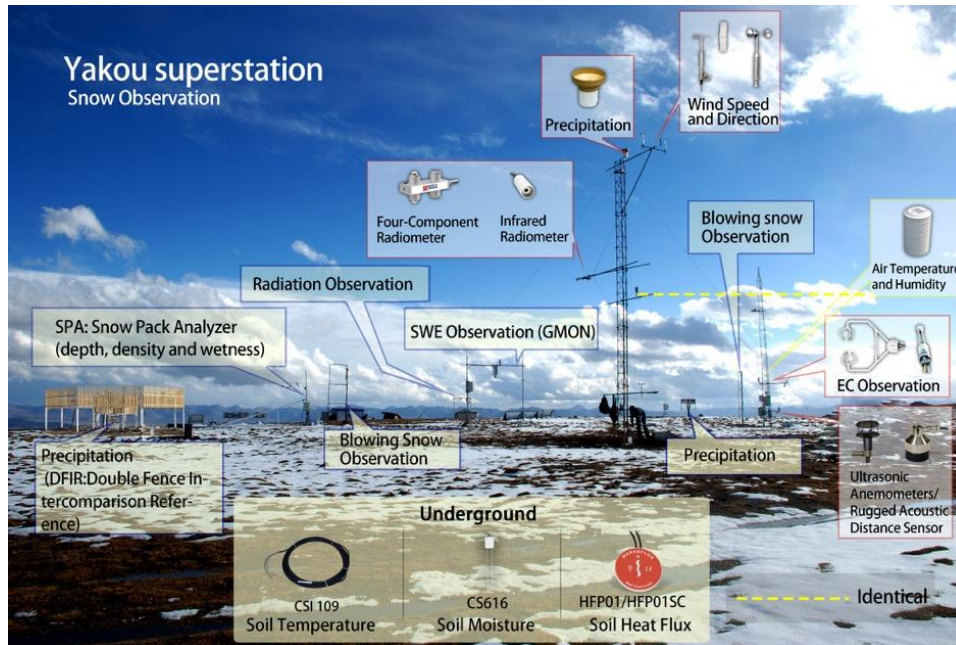 Yakou superstation
Snow Observation
Precipitation
Wind Speed
and Direction
Four-Component
Radiometer
Infrared
Radiometer
Blowing snow
Observation
Air Temperature
and Humidity
Radiation Observation
SPA: Snow Pack Analyzer
(depth, density and wetness)
SWE Observation (GMON)
EC Observation
Precipitation
(DFIR:Double Fence In-
tercomparison Refer-
ence)
Blowing Snow
Observation
Precipitation
Ultrasonic
Anemometers/
Rugged Acoustic
Distance Sensor
Underground
CSI 109
Soil Temperature
CS616
Soil Moisture
HUKSEFLUX
HFP01/HFP01SC
Soil Heat Flux
Identical